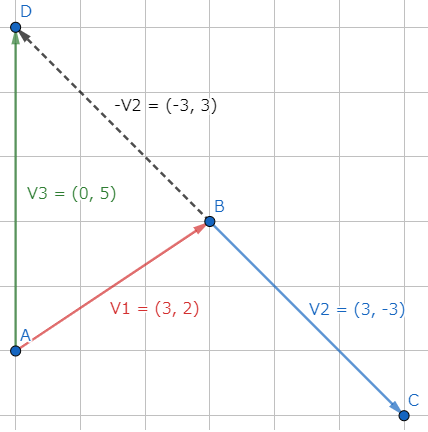 D
-V2 = (-3, 3)
V3 = (0, 5)
B
V1 = (3, 2)
V2 = (3, -3)
A
C